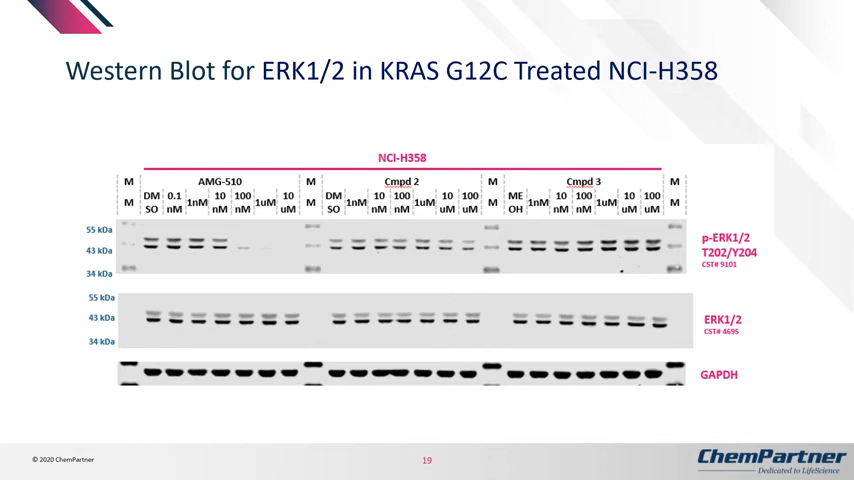 Western Blot for ERK1/2 in KRAS G12C Treated NCI-H358
NCI-H358
M AMG-510 M Cmpd 2 M Cmpd 3 M
M DM SO 0.1 nM 1nM 10 nM 100 nM 1uM 10 uM M DM SO 1nM 10 nM 100 nM 1uM 10 uM 100 uM M ME OH 1nM 10 nM 100 nM 1uM 10 uM 100 uM M
55 kDa
43 kDa
34 kDa
p-ERK1/2
T202/Y204
CST# 9101
55 kDa
43 kDa
34 kDa
ERK1/2
CST# 4695
GAPDH
© 2020 ChemPartner
19
ChemPartner
Dedicated to LifeScience